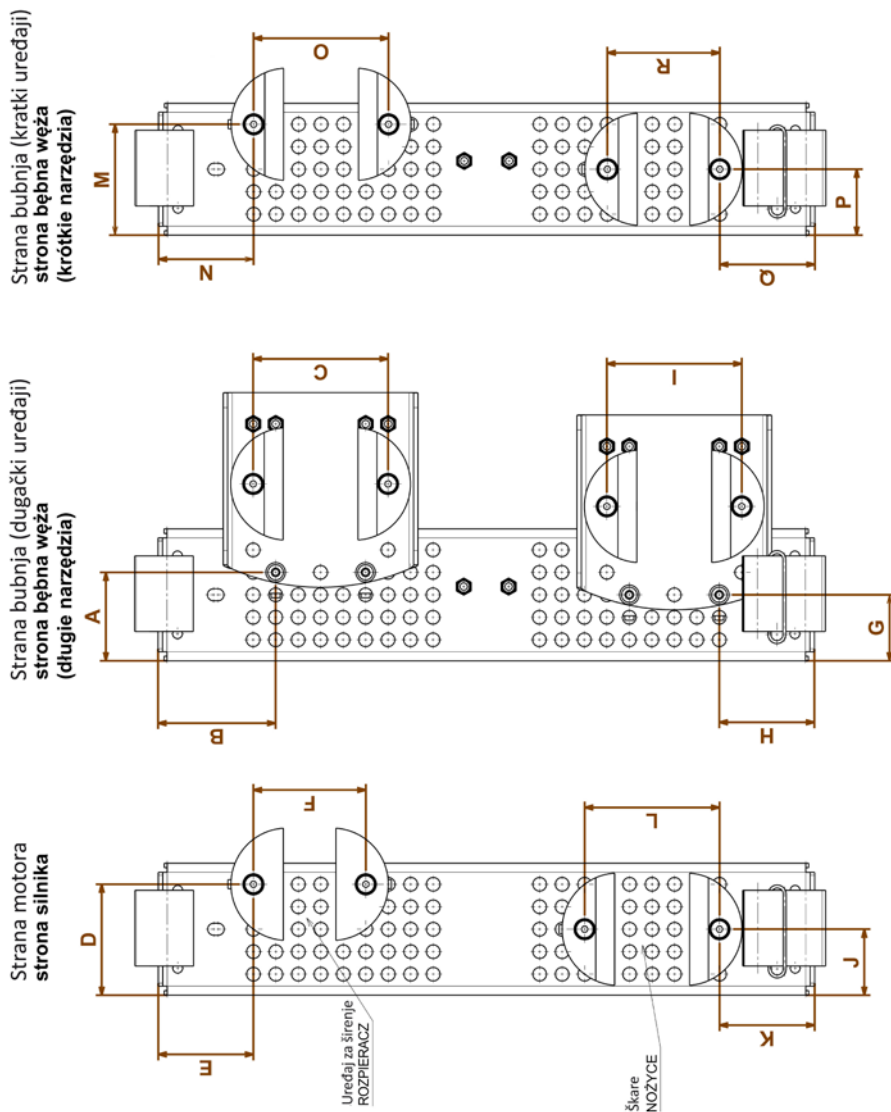 Strana motora
strona silnika
D
E
F
Uređaj za širenje
ROZPIERACZ
L
Škare
NOŻYCE
J
K
Strana bubnja (dugački uređaji)
strona bębna węża
(długie narzędzia)
A
B
C
I
G
H
Strana bubnja (kratki uređaji)
strona bębna węża
(krótkie narzędzia)
M
N
O
R
P
Q